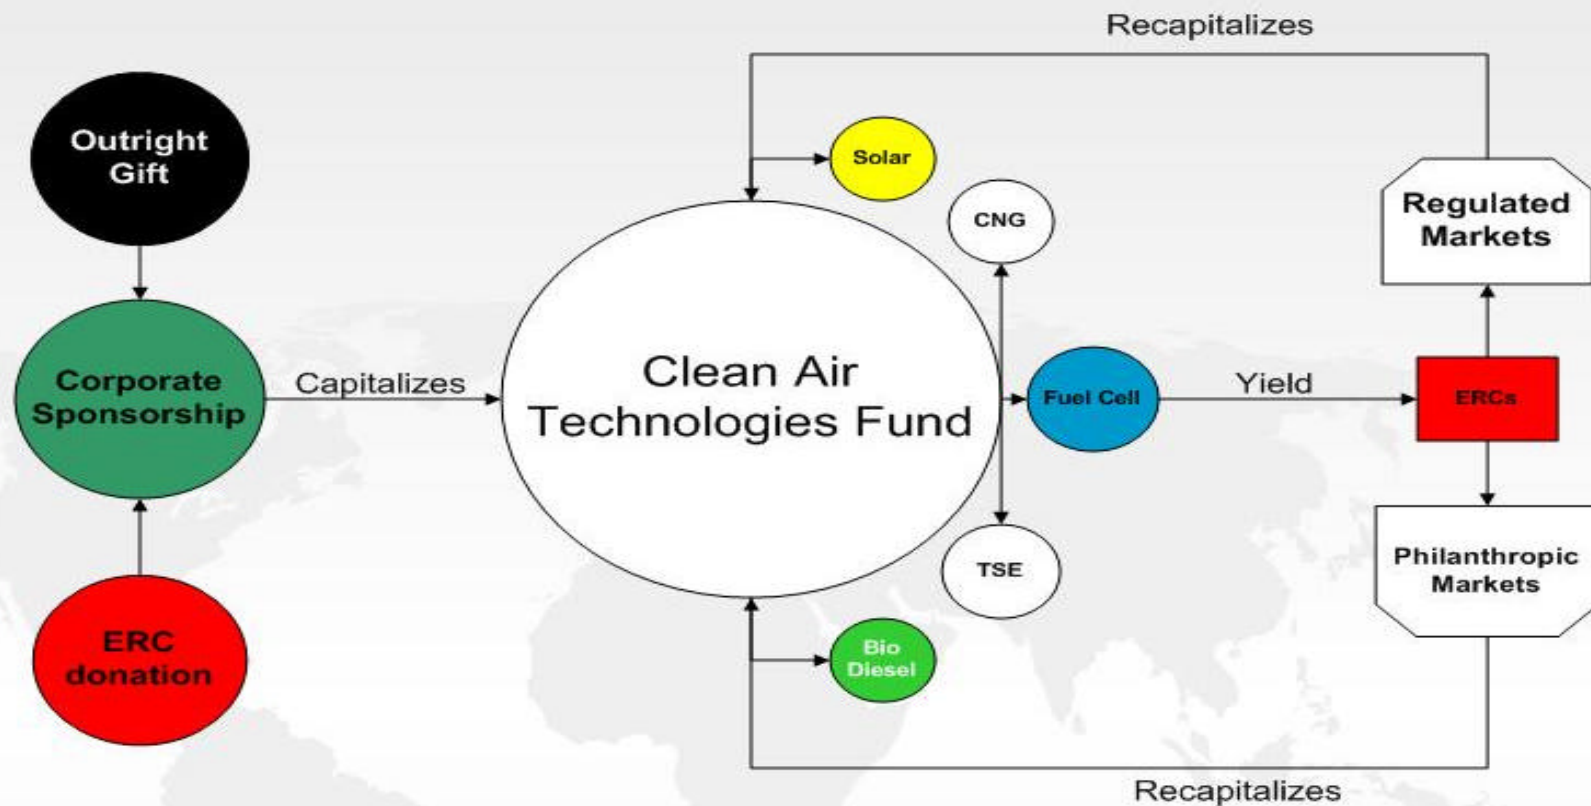 Recapitalizes
Outright
Gift
Solar
CNG
Regulated
Markets
Corporate
Sponsorship
Capitalizes
Clean Air
Technologies Fund
Fuel Cell
Yield
ERCs
TSE
Philanthropic
Markets
ERC
donation
Bio
Diesel
Recapitalizes